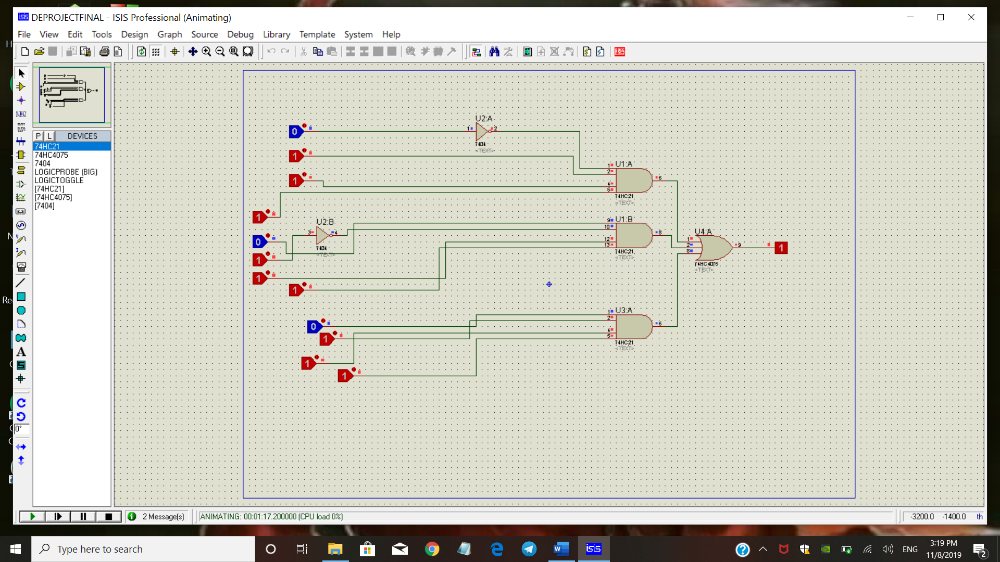 isis DEPROJECTFINAL - ISIS Professional (Animating)
File View Edit Tools Design Graph Source Debug Library Template System Help
ARES
LBL
P L DEVICES
74HC21
74HC4075
7404
LOGICPROBE (BIG)
LOGICTOGGLE
[74HC21]
[74HC4075]
[7404]
A
S
0°
U2:A
0 1 2
7404
<TEXT>
1
U1:A
1
2
1
4 6
5
74HC21
<TEXT>
1
U2:B
U1:B
3 4
9
10 8
0
12
13
7404
<TEXT>
74HC21
<TEXT>
U4:A
1
2 9 1
8
74HC4075
<TEXT>
1
1
1
U3:A
1
2
0
4 6
5
1
74HC21
<TEXT>
1
1
2 Message(s)
ANIMATING: 00:01:17.200000 (CPU load 0%)
-3200.0 -1400.0 th
H
T
N
Re
C
C
C
Type here to search
isis
ENG
3:19 PM
11/8/2019
2